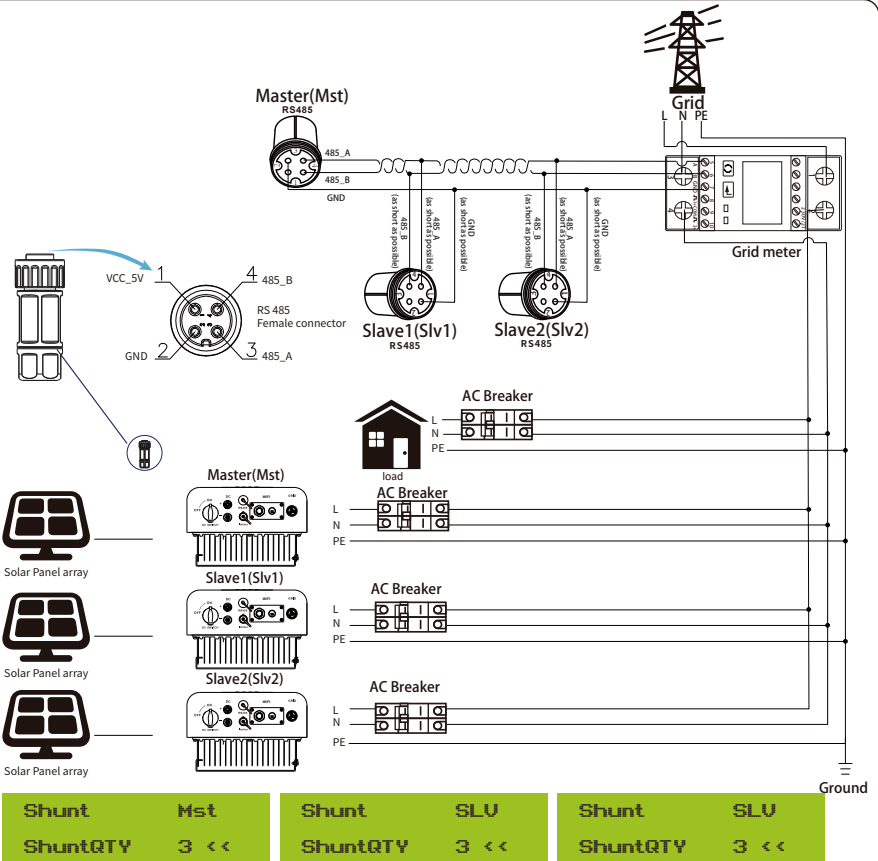 Grid
L N PE
Master(Mst)
RS485
485_A
485_B
GND
485_B
(as short as possible)
485_A
(as short as possible)
GND
(as short as possible)
485_B
(as short as possible)
485_A
(as short as possible)
GND
(as short as possible)
Grid meter
Slave1(Slv1)
RS485
Slave2(Slv2)
RS485
VCC_5V 1
4 485_B
RS 485
Female connector
GND 2
3 485_A
AC Breaker
L
N
PE
load
Master(Mst)
AC Breaker
L
N
PE
Solar Panel array
Slave1(Slv1)
AC Breaker
L
N
PE
Solar Panel array
Slave2(Slv2)
AC Breaker
L
N
PE
Solar Panel array
Ground
Shunt Mst
ShuntQTY 3 <<
Shunt SLV
ShuntQTY 3 <<
Shunt SLV
ShuntQTY 3 <<